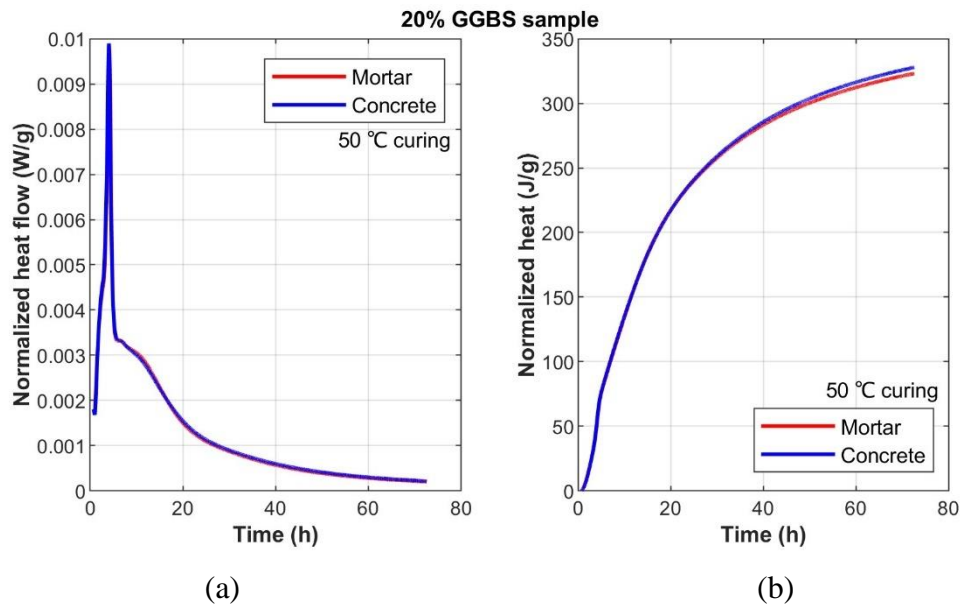 20% GGBS sample
0.01
0.009
0.008
0.007
0.006
0.005
0.004
0.003
0.002
0.001
0
Normalized heat flow (W/g)
Mortar
Concrete
50 ℃ curing
0 20 40 60 80
Time (h)
(a)
350
300
250
200
150
100
50
0
Normalized heat (J/g)
50 ℃ curing
Mortar
Concrete
0 20 40 60 80
Time (h)
(b)